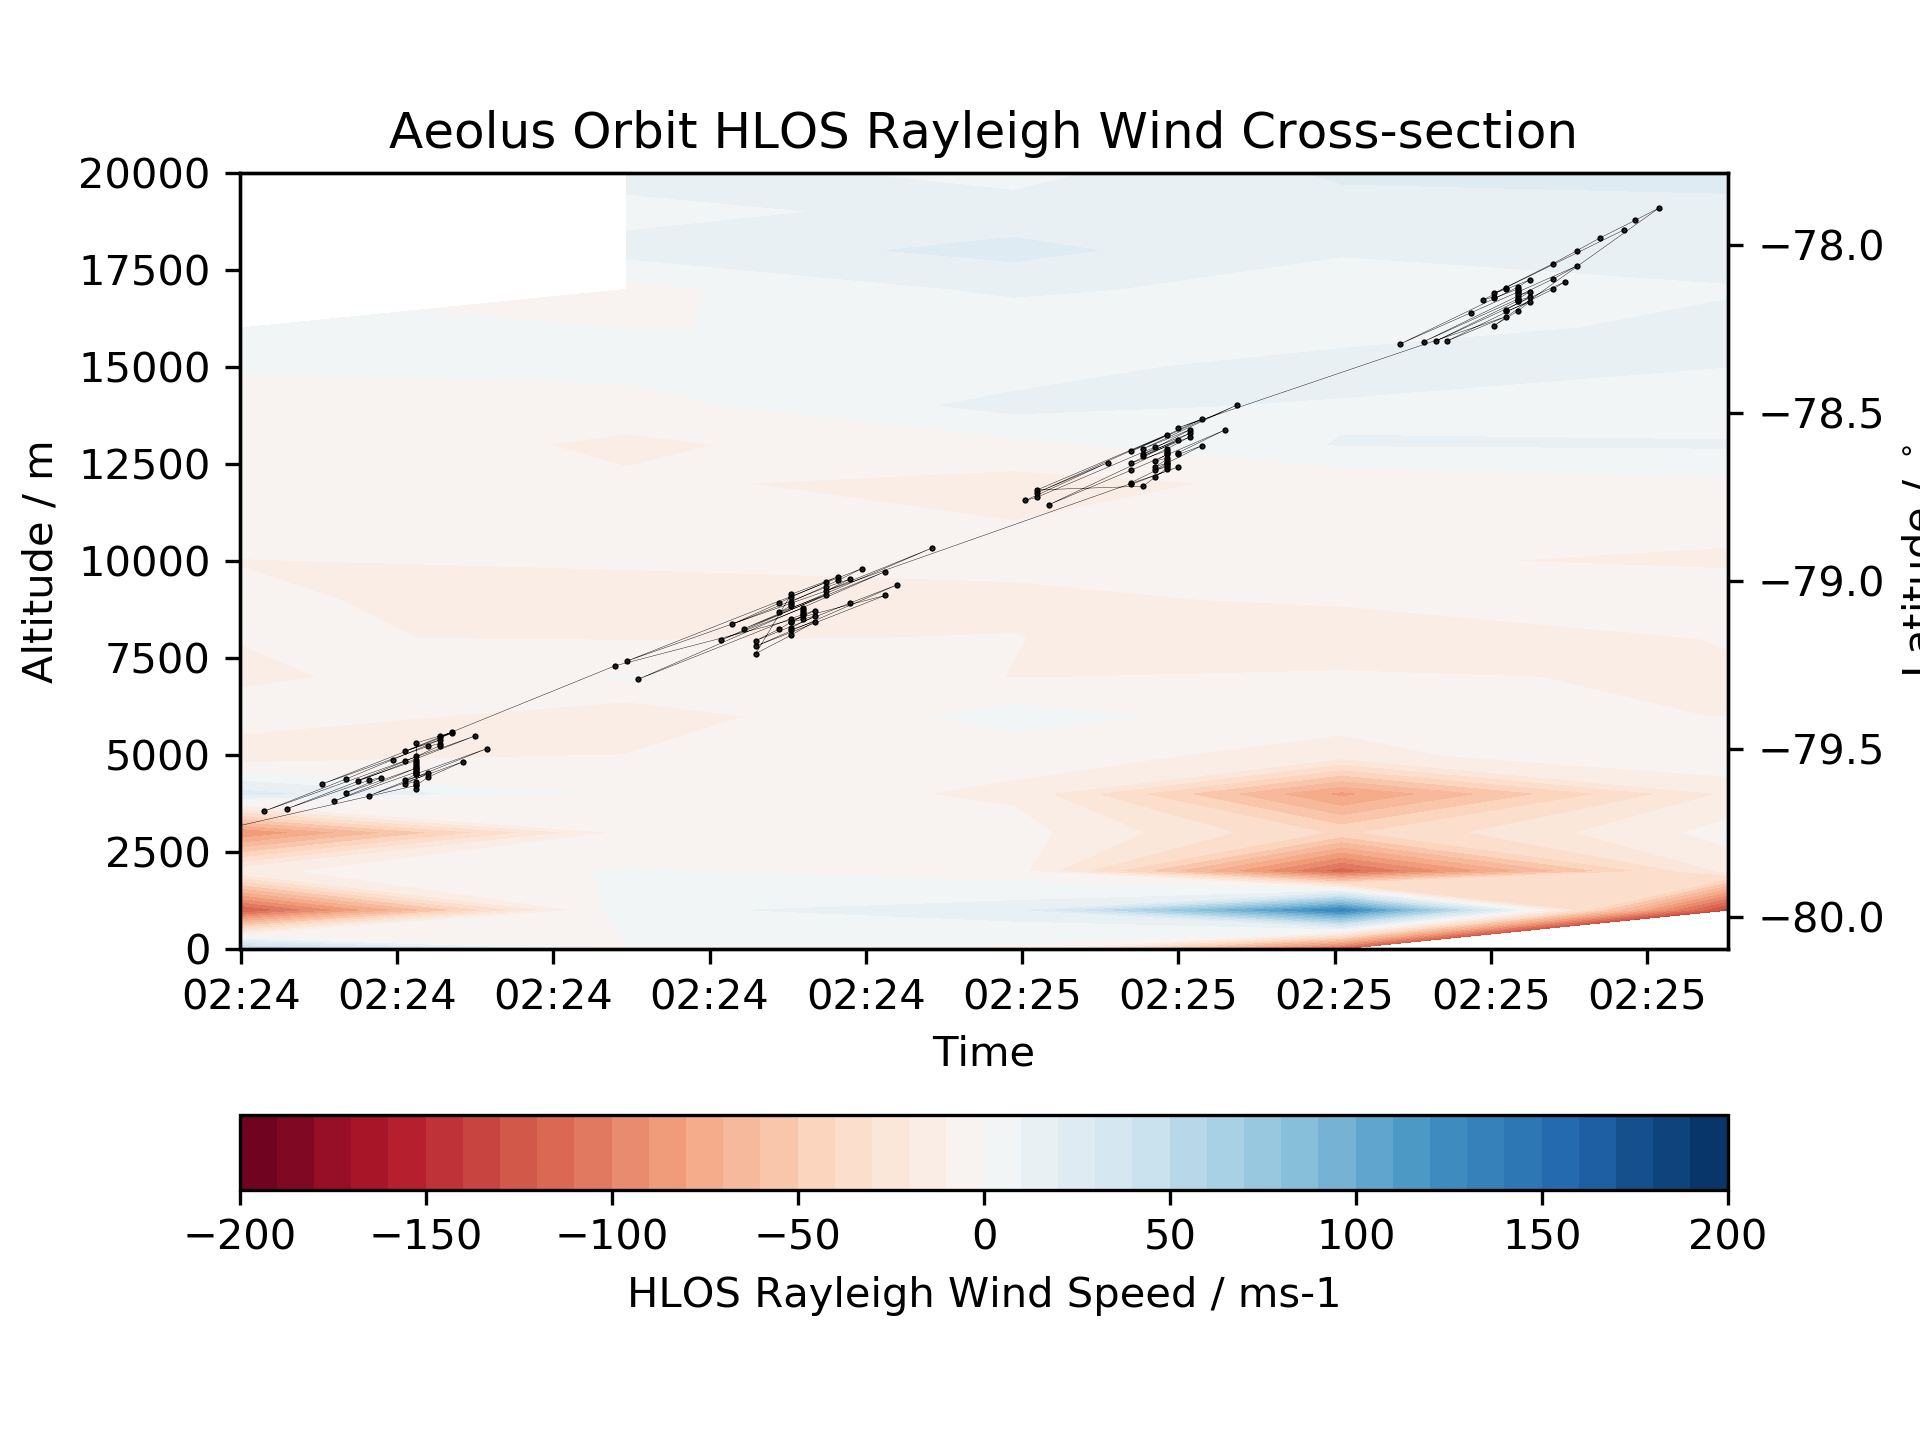 Aeolus Orbit HLOS Rayleigh Wind Cross-section
20000
17500
15000
12500
10000
7500
5000
2500
0
Altitude / m
−78.0
−78.5
−79.0
−79.5
−80.0
Latitude / °
02:24 02:24 02:24 02:24 02:24 02:25 02:25 02:25 02:25 02:25
Time
−200 −150 −100 −50 0 50 100 150 200
HLOS Rayleigh Wind Speed / ms-1